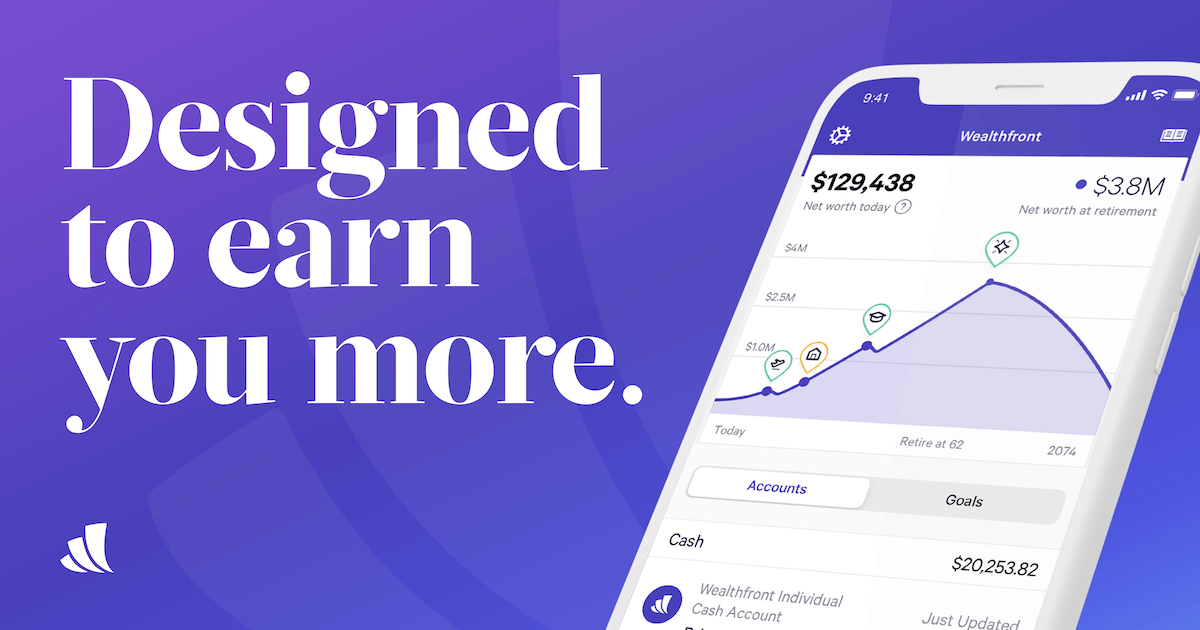 Designed
to earn
you more.
9:41
Wealthfront
$129,438
$3.8M
Net worth today ?
Net worth at retirement
$4M
$2.5M
$1.0M
Today
Retire at 62
2074
Accounts
Goals
Cash
$20,253.82
Wealthfront Individual
Cash Account
Just Updated